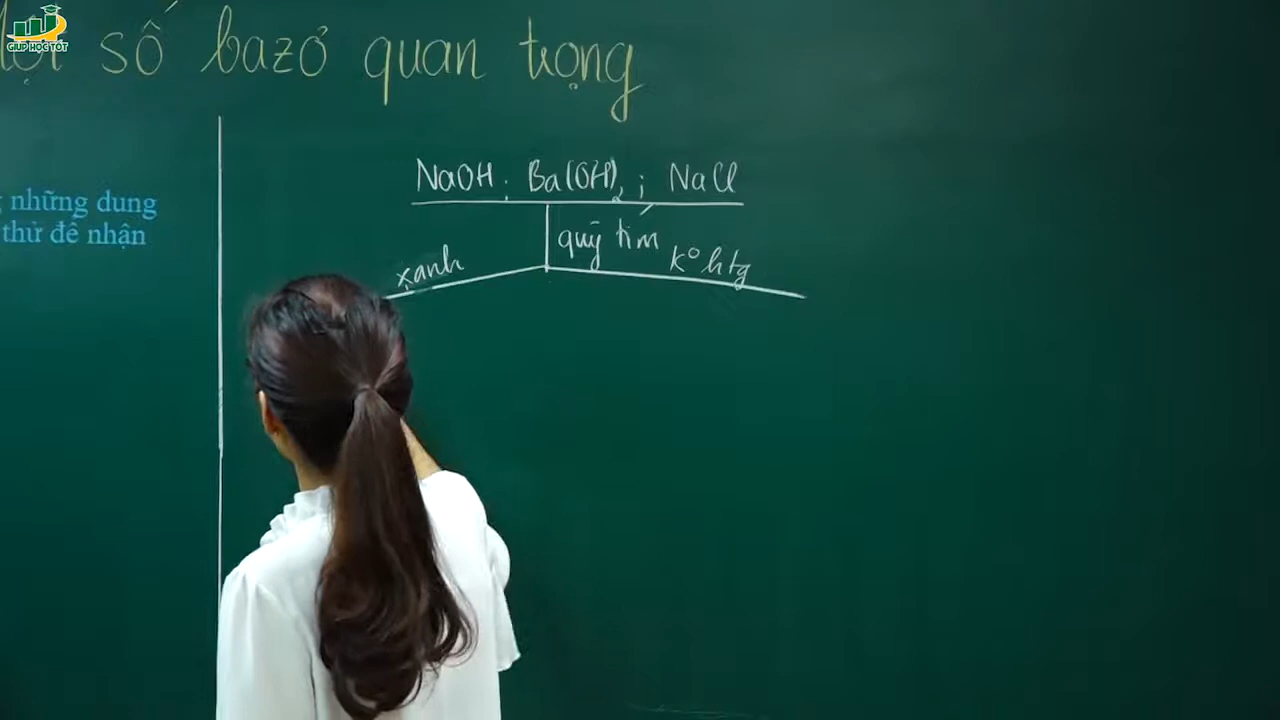 GIÚP HỌC TỐT
số bazơ quan trọng
những dung
thử để nhận
NaOH; Ba(OH)₂; NaCl
quỳ tím
xanh
k° htg